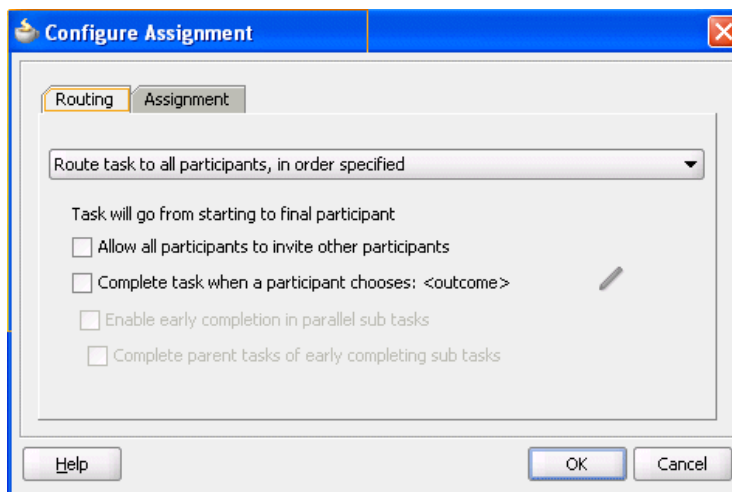 Configure Assignment
Routing
Assignment
Route task to all participants, in order specified
Task will go from starting to final participant
Allow all participants to invite other participants
Complete task when a participant chooses: <outcome>
Enable early completion in parallel sub tasks
Complete parent tasks of early completing sub tasks
Help
OK
Cancel